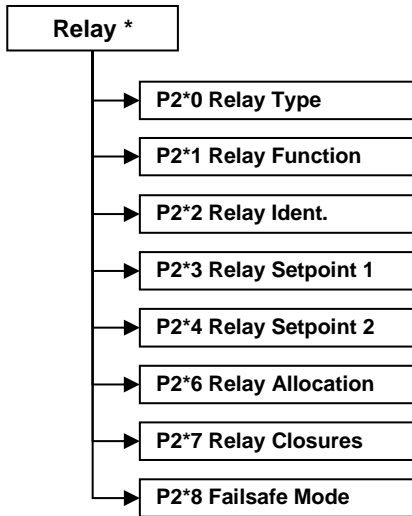 Relay *
P2*0 Relay Type
P2*1 Relay Function
P2*2 Relay Ident.
P2*3 Relay Setpoint 1
P2*4 Relay Setpoint 2
P2*6 Relay Allocation
P2*7 Relay Closures
P2*8 Failsafe Mode